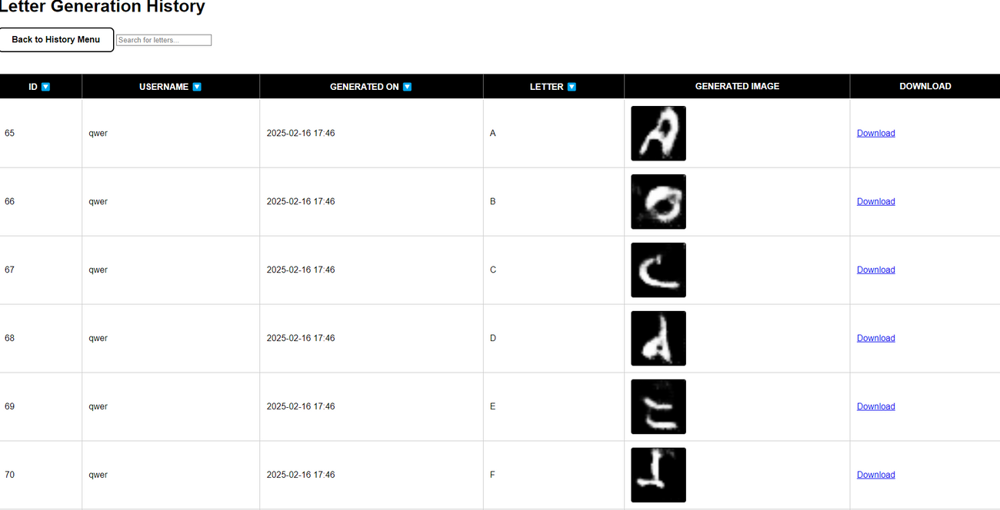 Letter Generation History
Back to History Menu Search for letters...
ID USERNAME GENERATED ON LETTER GENERATED IMAGE DOWNLOAD
65 qwer 2025-02-16 17:46 A A Download
66 qwer 2025-02-16 17:46 B Download
67 qwer 2025-02-16 17:46 C C Download
68 qwer 2025-02-16 17:46 D d Download
69 qwer 2025-02-16 17:46 E Download
70 qwer 2025-02-16 17:46 F Download